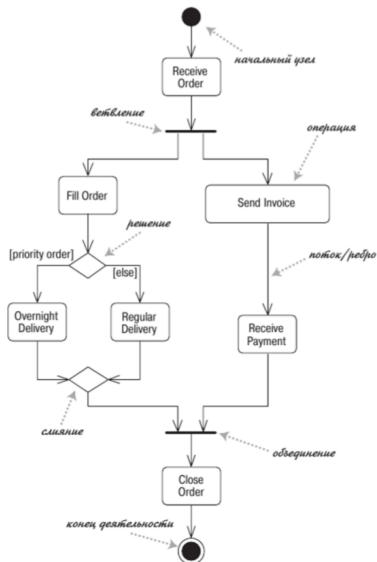 начальный узел
Receive
Order
ветвление
операция
Fill Order
Send Invoice
решение
[priority order]
[else]
поток/ребро
Overnight
Delivery
Regular
Delivery
Receive
Payment
слияние
объединение
Close
Order
конец деятельности